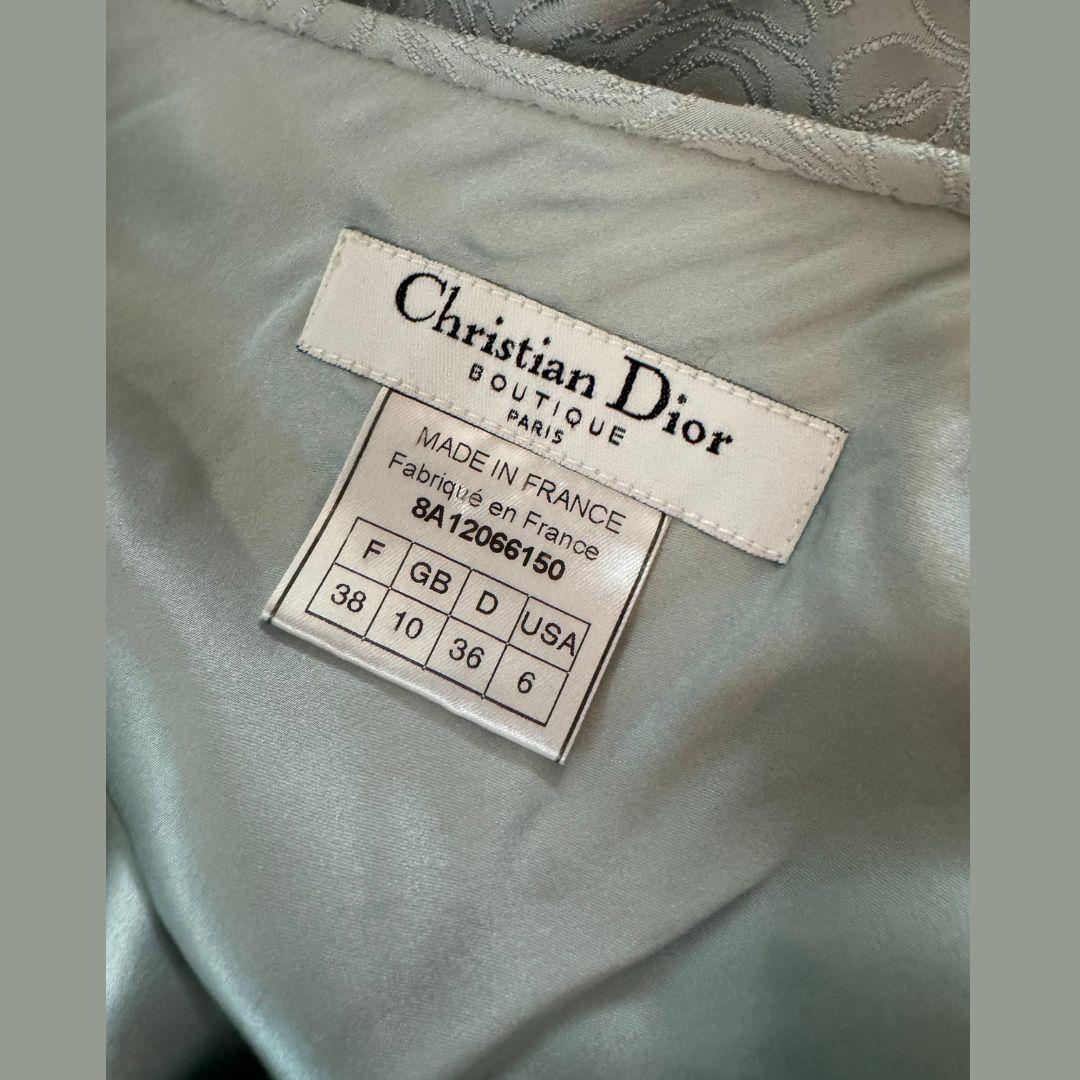 Christian Dior
BOUTIQUE
PARIS
MADE IN FRANCE
Fabriqué en France
8A12066150
F GB D USA
38 10 36 6